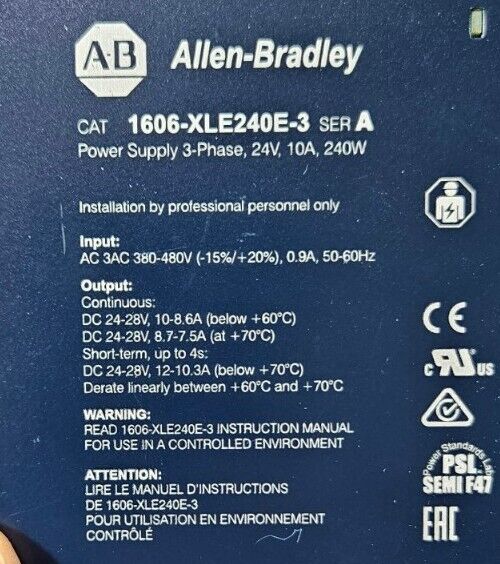 A-B Allen-Bradley
CAT 1606-XLE240E-3 SER A
Power Supply 3-Phase, 24V, 10A, 240W
Installation by professional personnel only
Input:
AC 3AC 380-480V (-15%/+20%), 0.9A, 50-60Hz
Output:
Continuous:
DC 24-28V, 10-8.6A (below +60°C)
DC 24-28V, 8.7-7.5A (at +70°C)
Short-term, up to 4s:
DC 24-28V, 12-10.3A (below +70°C)
Derate linearly between +60°C and +70°C
WARNING:
READ 1606-XLE240E-3 INSTRUCTION MANUAL
FOR USE IN A CONTROLLED ENVIRONMENT
ATTENTION:
LIRE LE MANUEL D'INSTRUCTIONS
DE 1606-XLE240E-3
POUR UTILISATION EN ENVIRONNEMENT
CONTRÔLÉ
CE
c RU US
Power Standards Lab
PSL
SEMI F47
EAC